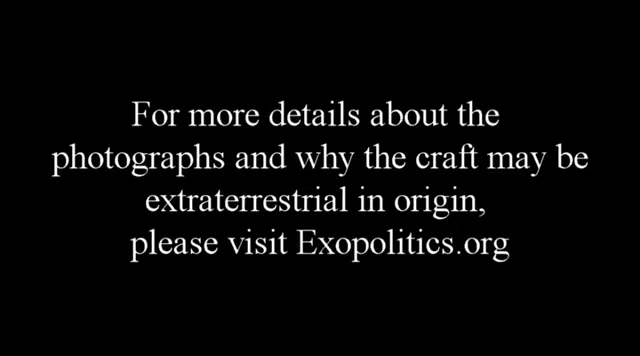 For more details about the
photographs and why the craft may be
extraterrestrial in origin,
please visit Exopolitics.org